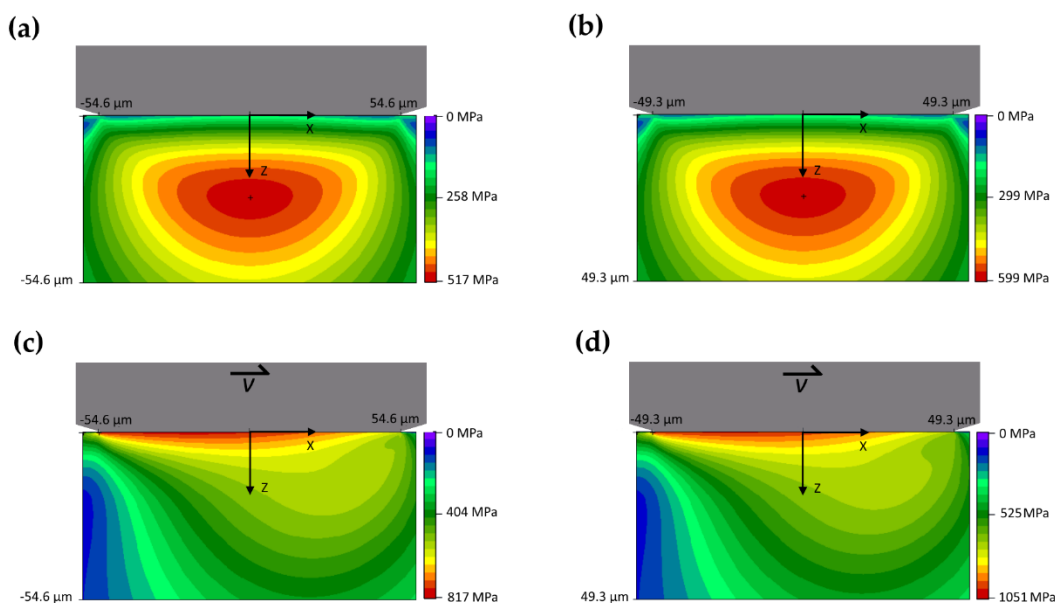 (a)
-54.6 µm
54.6 µm
X
Z
-54.6 µm
0 MPa
258 MPa
517 MPa
(b)
-49.3 µm
49.3 µm
X
Z
49.3 µm
0 MPa
299 MPa
599 MPa
(c)
v
-54.6 µm
54.6 µm
X
Z
-54.6 µm
0 MPa
404 MPa
817 MPa
(d)
v
-49.3 µm
49.3 µm
X
Z
49.3 µm
0 MPa
525 MPa
1051 MPa